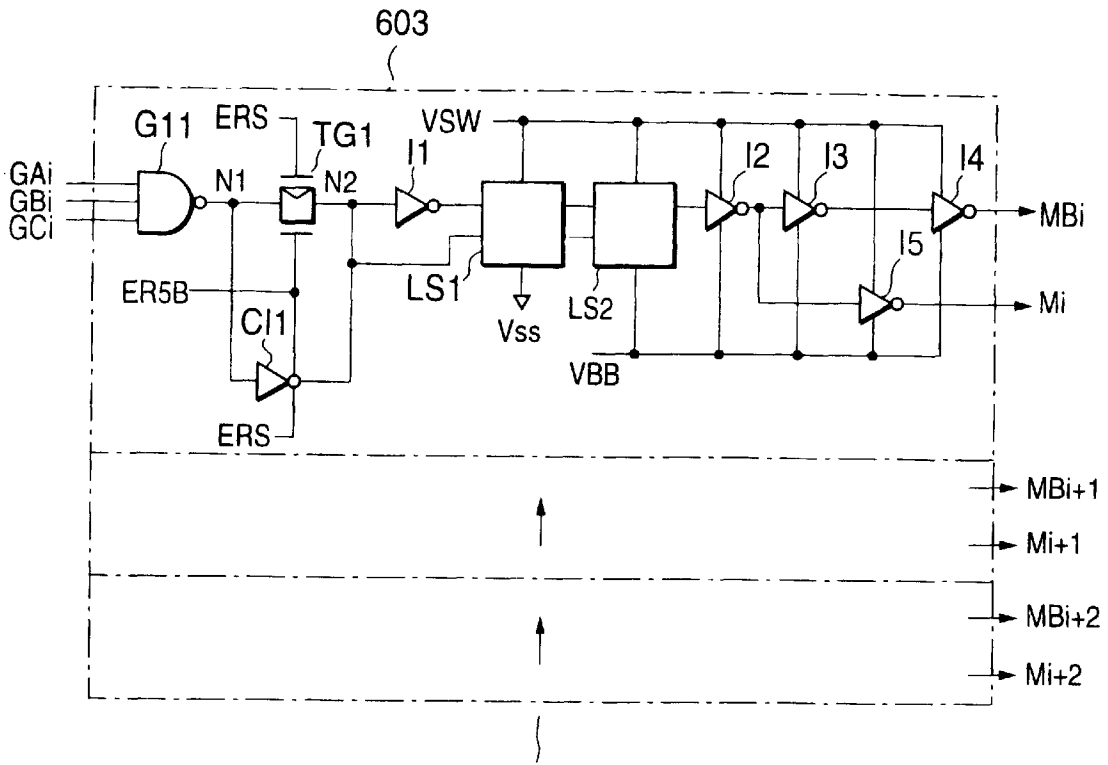 603
G11
ERS
TG1
VSW
I1
I2
I3
I4
GAi
GBi
GCi
N1
N2
MBi
I5
ER5B
LS1
LS2
Mi
CI1
Vss
VBB
ERS
MBi+1
Mi+1
MBi+2
Mi+2